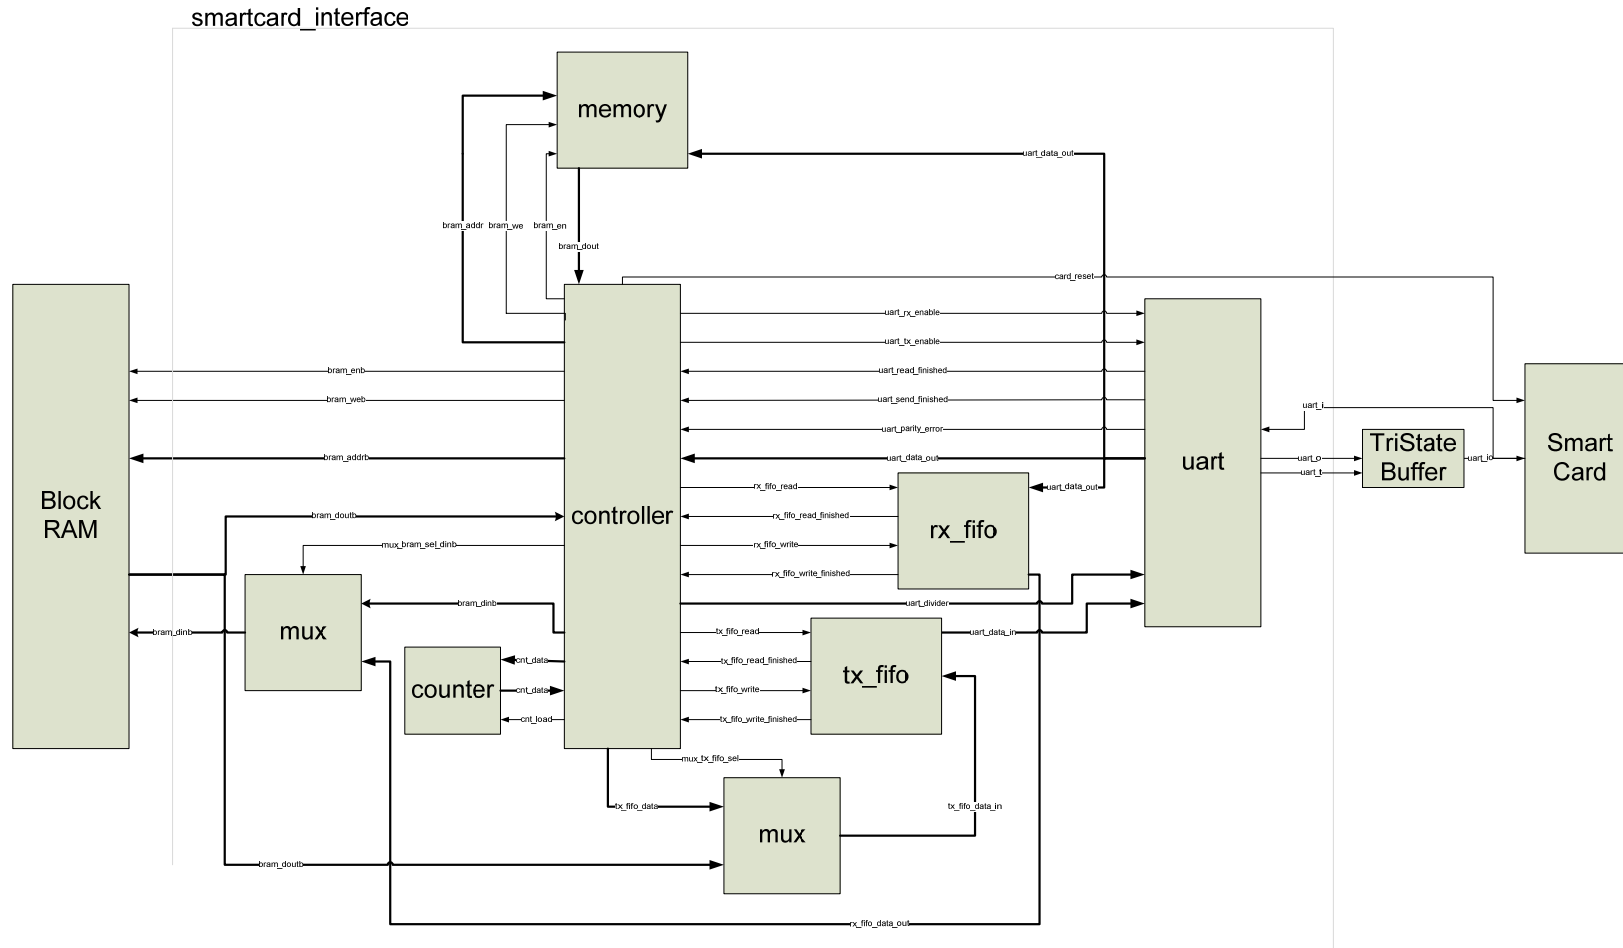 smartcard_interface
memory
uart_data_out
bram_addr
bram_we
bram_en
bram_dout
card_reset
uart_rx_enable
uart_tx_enable
bram_enb
uart_read_finished
bram_web
uart_send_finished
uart_i
uart_parity_error
TriState
Buffer
Smart
Card
uart
bram_addrb
uart_data_out
uart_o
uart_io
uart_t
rx_fifo_read
uart_data_out
Block
RAM
bram_doutb
controller
rx_fifo_read_finished
rx_fifo
mux_bram_sel_dinb
rx_fifo_write
rx_fifo_write_finished
bram_dinb
uart_divider
bram_dinb
mux
tx_fifo_read
uart_data_in
cnt_data
tx_fifo_read_finished
tx_fifo
counter
cnt_data
tx_fifo_write
cnt_load
tx_fifo_write_finished
mux_tx_fifo_sel
tx_fifo_data
tx_fifo_data_in
mux
bram_doutb
rx_fifo_data_out